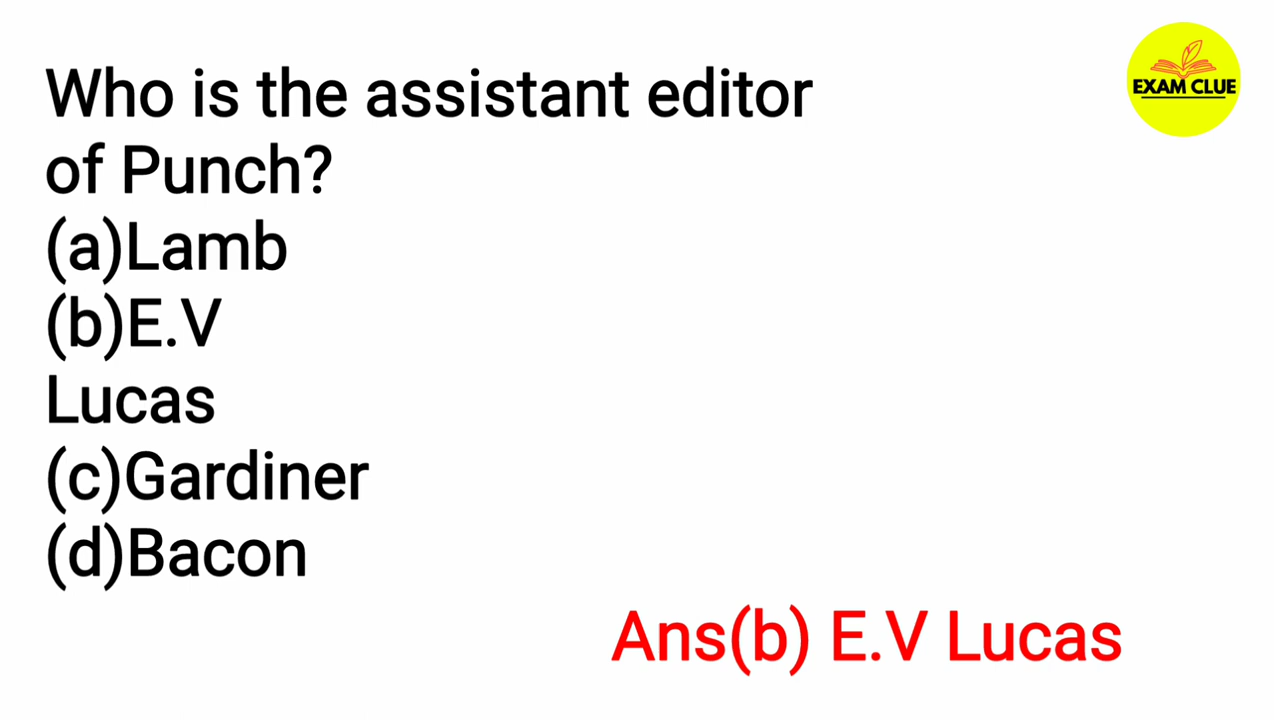 Who is the assistant editor
of Punch?
(a)Lamb
(b)E.V
Lucas
(c)Gardiner
(d)Bacon
Ans(b) E.V Lucas
EXAM CLUE